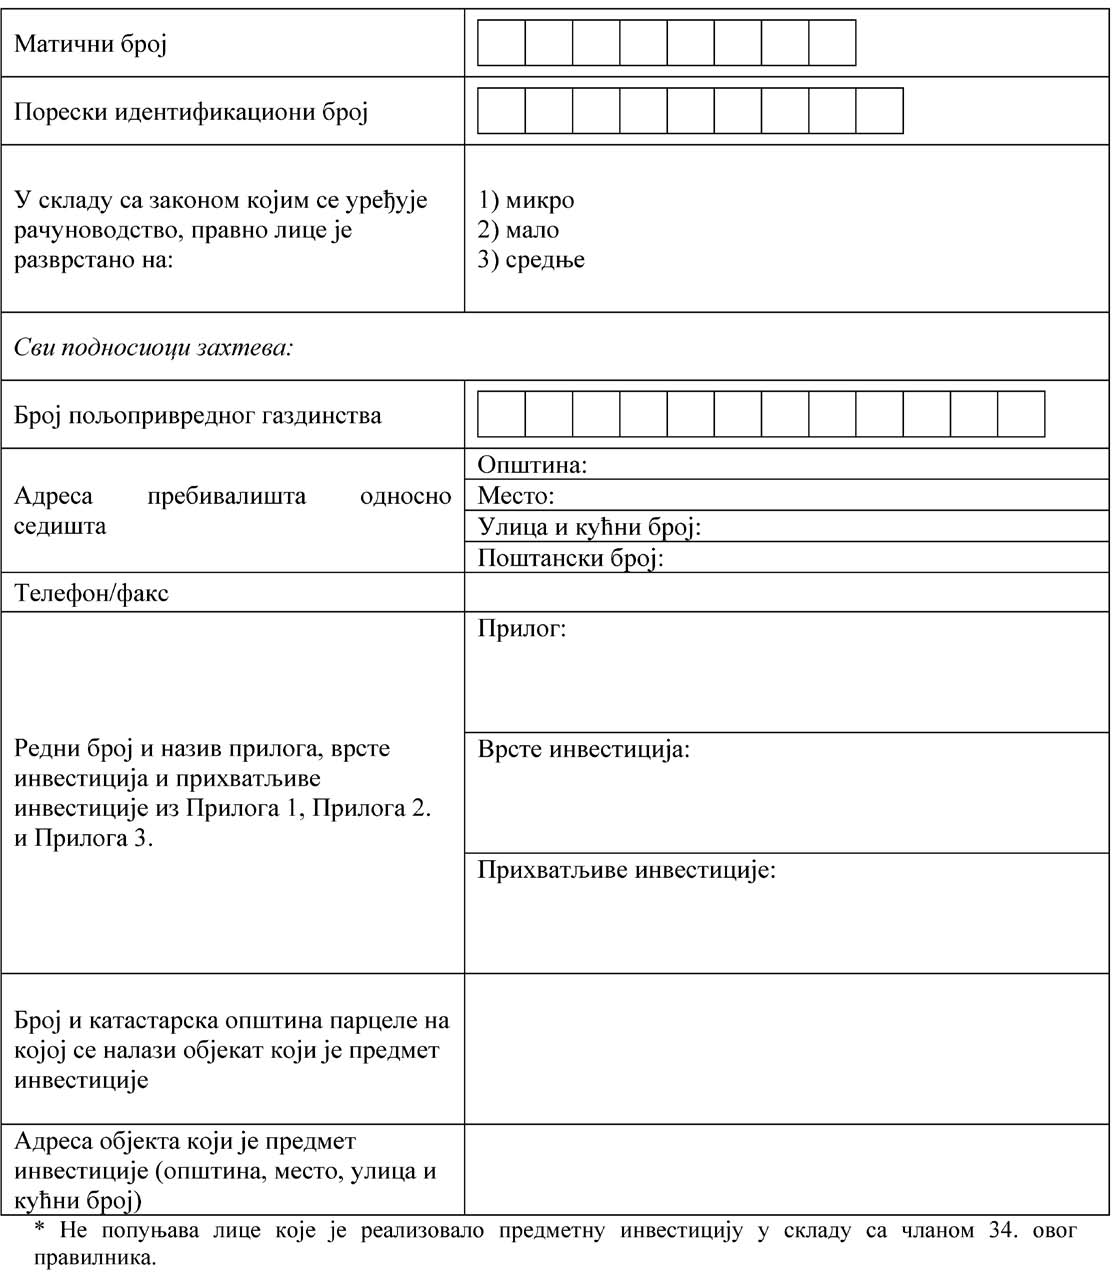 Матични број
Порески идентификациони број
У складу са законом којим се уређује
рачуноводство, правно лице је
разврстано на:
1) микро
2) мало
3) средње
Сви подносиоци захтева:
Број пољопривредног газдинства
Адреса пребивалишта односно
седишта
Општина:
Место:
Улица и кућни број:
Поштански број:
Телефон/факс
Редни број и назив прилога, врсте
инвестиција и прихватљиве
инвестиције из Прилога 1, Прилога 2.
и Прилога 3.
Прилог:
Врсте инвестиција:
Прихватљиве инвестиције:
Број и катастарска општина парцеле на
којој се налази објекат који је предмет
инвестиције
Адреса објекта који је предмет
инвестиције (општина, место, улица и
кућни број)
* Не попуњава лице које је реализовало предметну инвестицију у складу са чланом 34. овог
правилника.